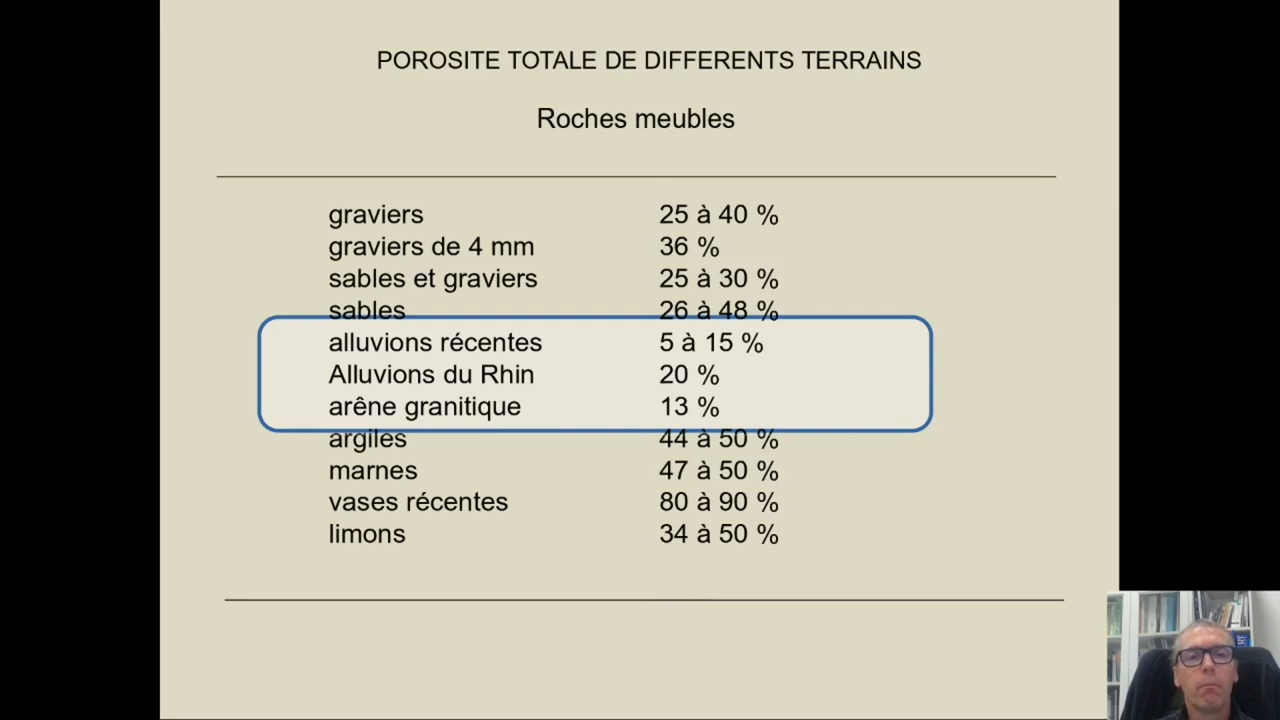 POROSITE TOTALE DE DIFFERENTS TERRAINS
Roches meubles
graviers 25 à 40 %
graviers de 4 mm 36 %
sables et graviers 25 à 30 %
sables 26 à 48 %
alluvions récentes 5 à 15 %
Alluvions du Rhin 20 %
arêne granitique 13 %
argiles 44 à 50 %
marnes 47 à 50 %
vases récentes 80 à 90 %
limons 34 à 50 %